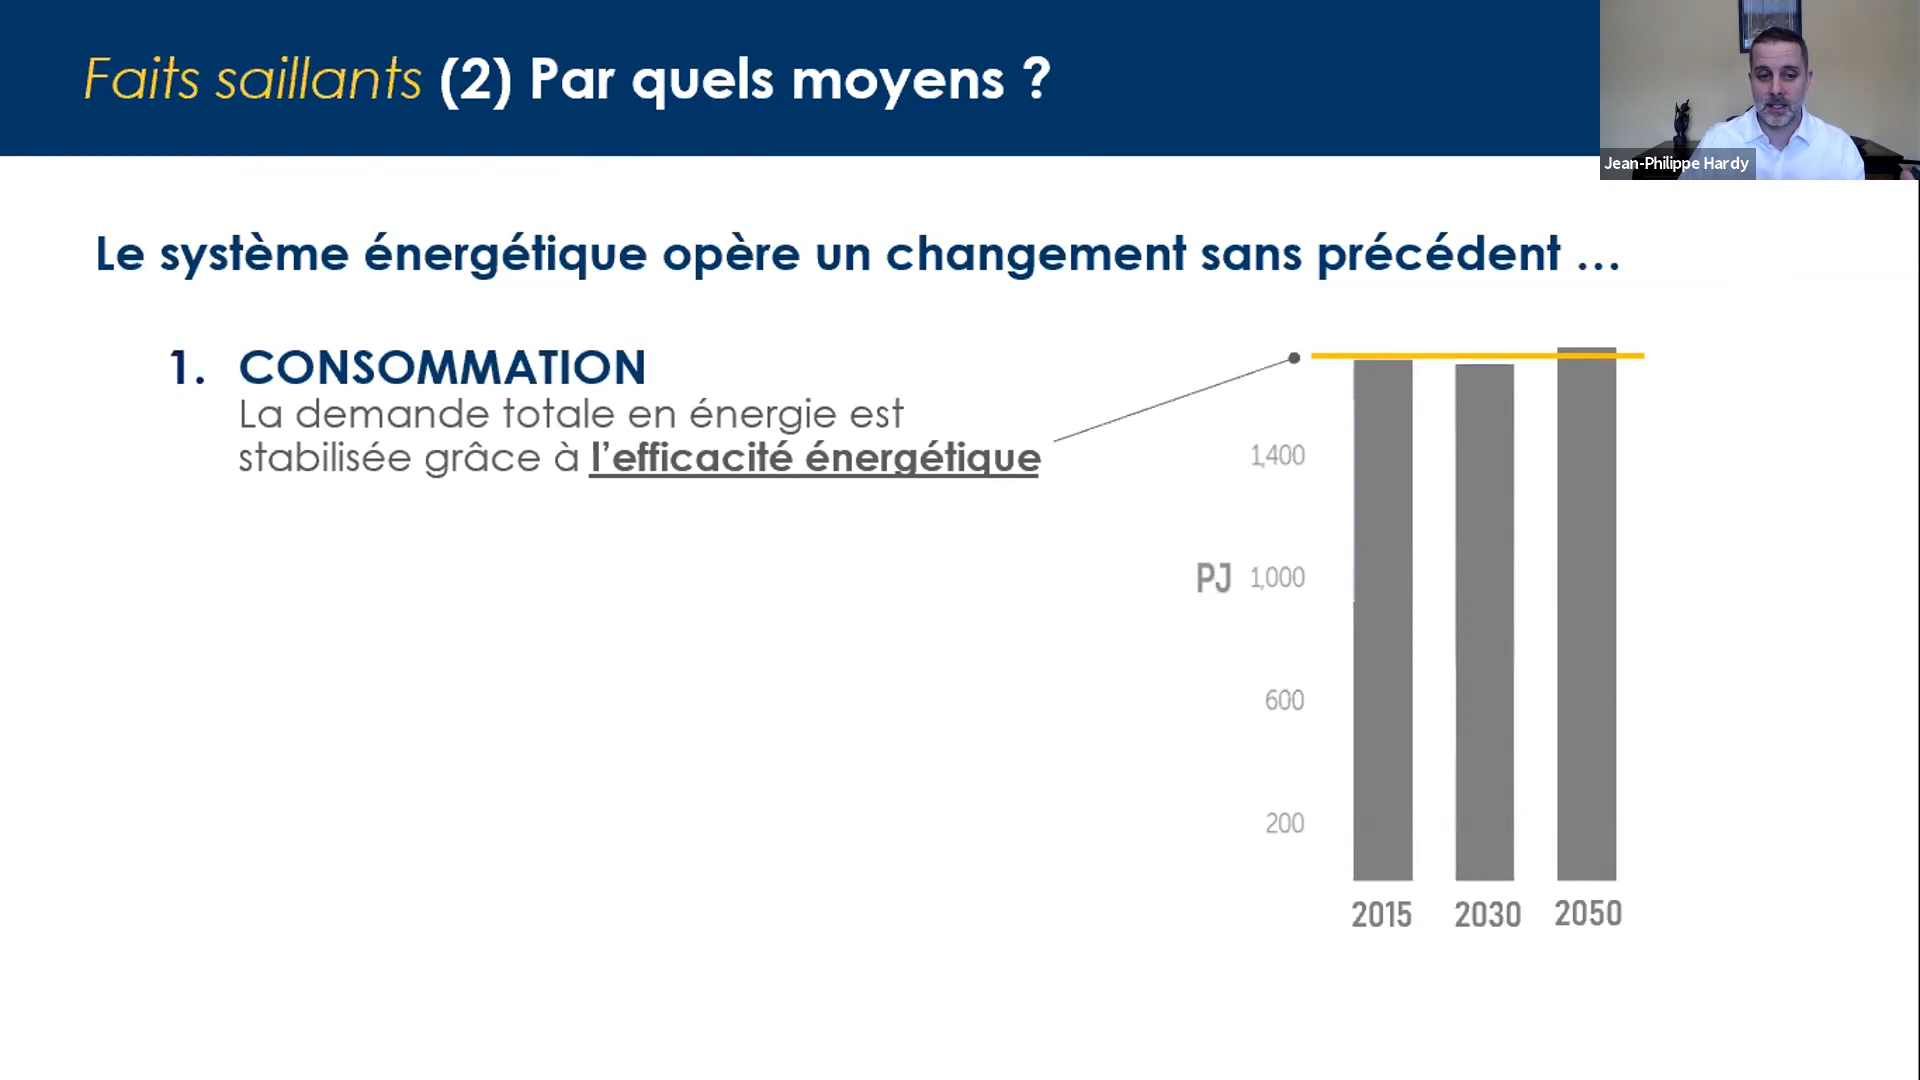 Faits saillants (2) Par quels moyens ?
Jean-Philippe Hardy
Le système énergétique opère un changement sans précédent …
1. CONSOMMATION
La demande totale en énergie est
stabilisée grâce à l’efficacité énergétique
1,400
PJ 1,000
600
200
2015 2030 2050